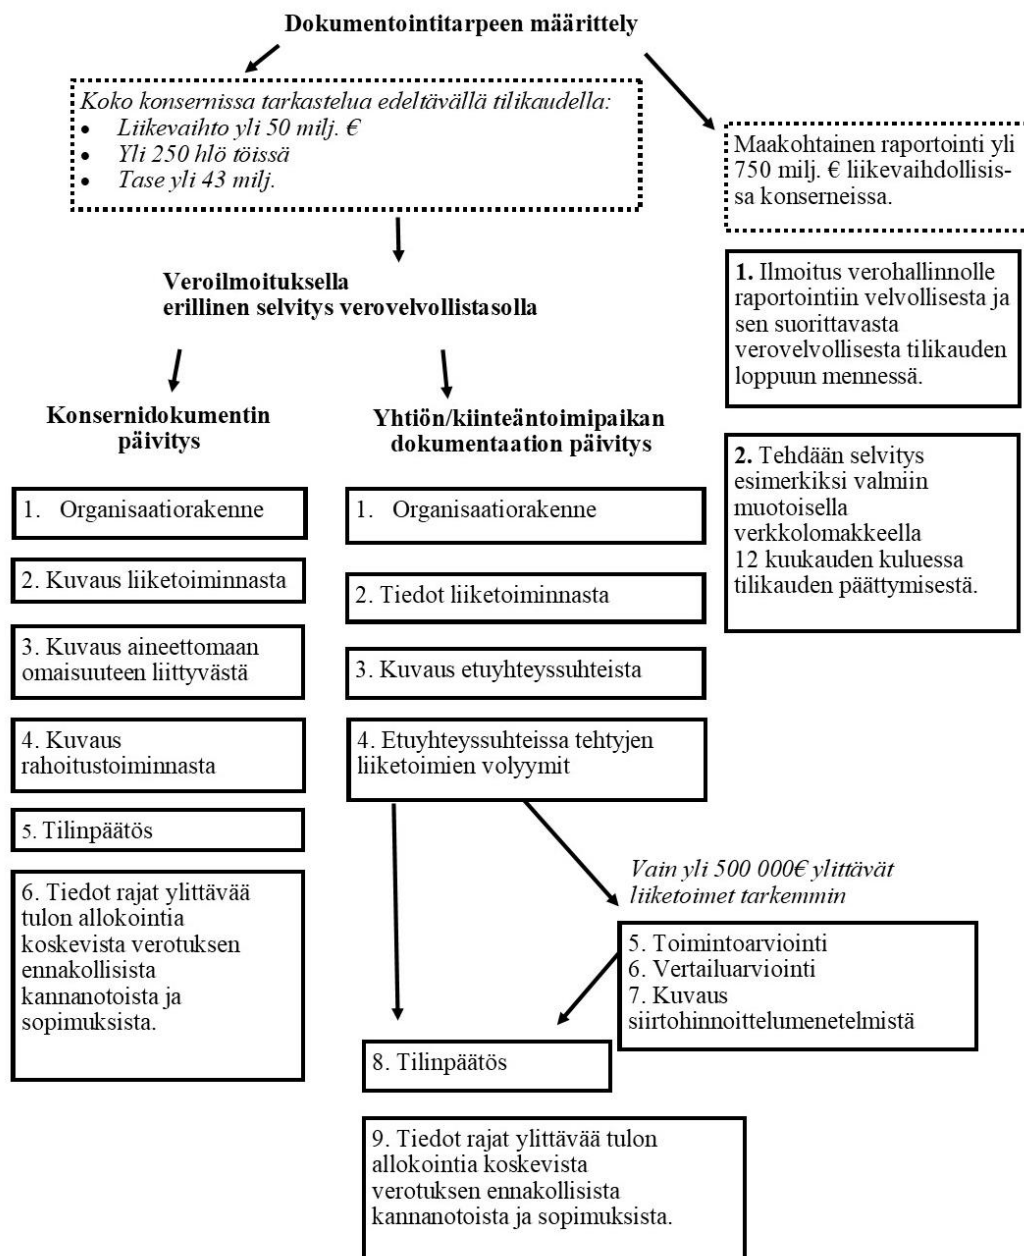 Dokumentointitarpeen määrittely
Koko konsernissa tarkastelua edeltävällä tilikaudella:
• Liikevaihto yli 50 milj. €
• Yli 250 hlö töissä
• Tase yli 43 milj.
Maakohtainen raportointi yli
750 milj. € liikevaihdollisis-
sa konserneissa.
Veroilmoituksella
erillinen selvitys verovelvollistasolla
1. Ilmoitus verohallinnolle
raportointiin velvollisesta ja
sen suorittavasta
verovelvollisesta tilikauden
loppuun mennessä.
2. Tehdään selvitys
esimerkiksi valmiin
muotoisella
verkkolomakkeella
12 kuukauden kuluessa
tilikauden päättymisestä.
Konsernidokumentin
päivitys
1. Organisaatiorakenne
2. Kuvaus liiketoiminnasta
3. Kuvaus aineettomaan
omaisuuteen liittyvästä
4. Kuvaus
rahoitustoiminnasta
5. Tilinpäätös
6. Tiedot rajat ylittävää
tulon allokointia
koskevista verotuksen
ennakollisista
kannanotoista ja
sopimuksista.
Yhtiön/kiinteäntoimipaikan
dokumentaation päivitys
1. Organisaatiorakenne
2. Tiedot liiketoiminnasta
3. Kuvaus etuyhteyssuhteista
4. Etuyhteyssuhteissa tehtyjen
liiketoimien volyymit
Vain yli 500 000€ ylittävät
liiketoimet tarkemmin
5. Toimintoarviointi
6. Vertailuarviointi
7. Kuvaus
siirtohinnoittelumenetelmistä
8. Tilinpäätös
9. Tiedot rajat ylittävää tulon
allokointia koskevista
verotuksen ennakollisista
kannanotoista ja sopimuksista.